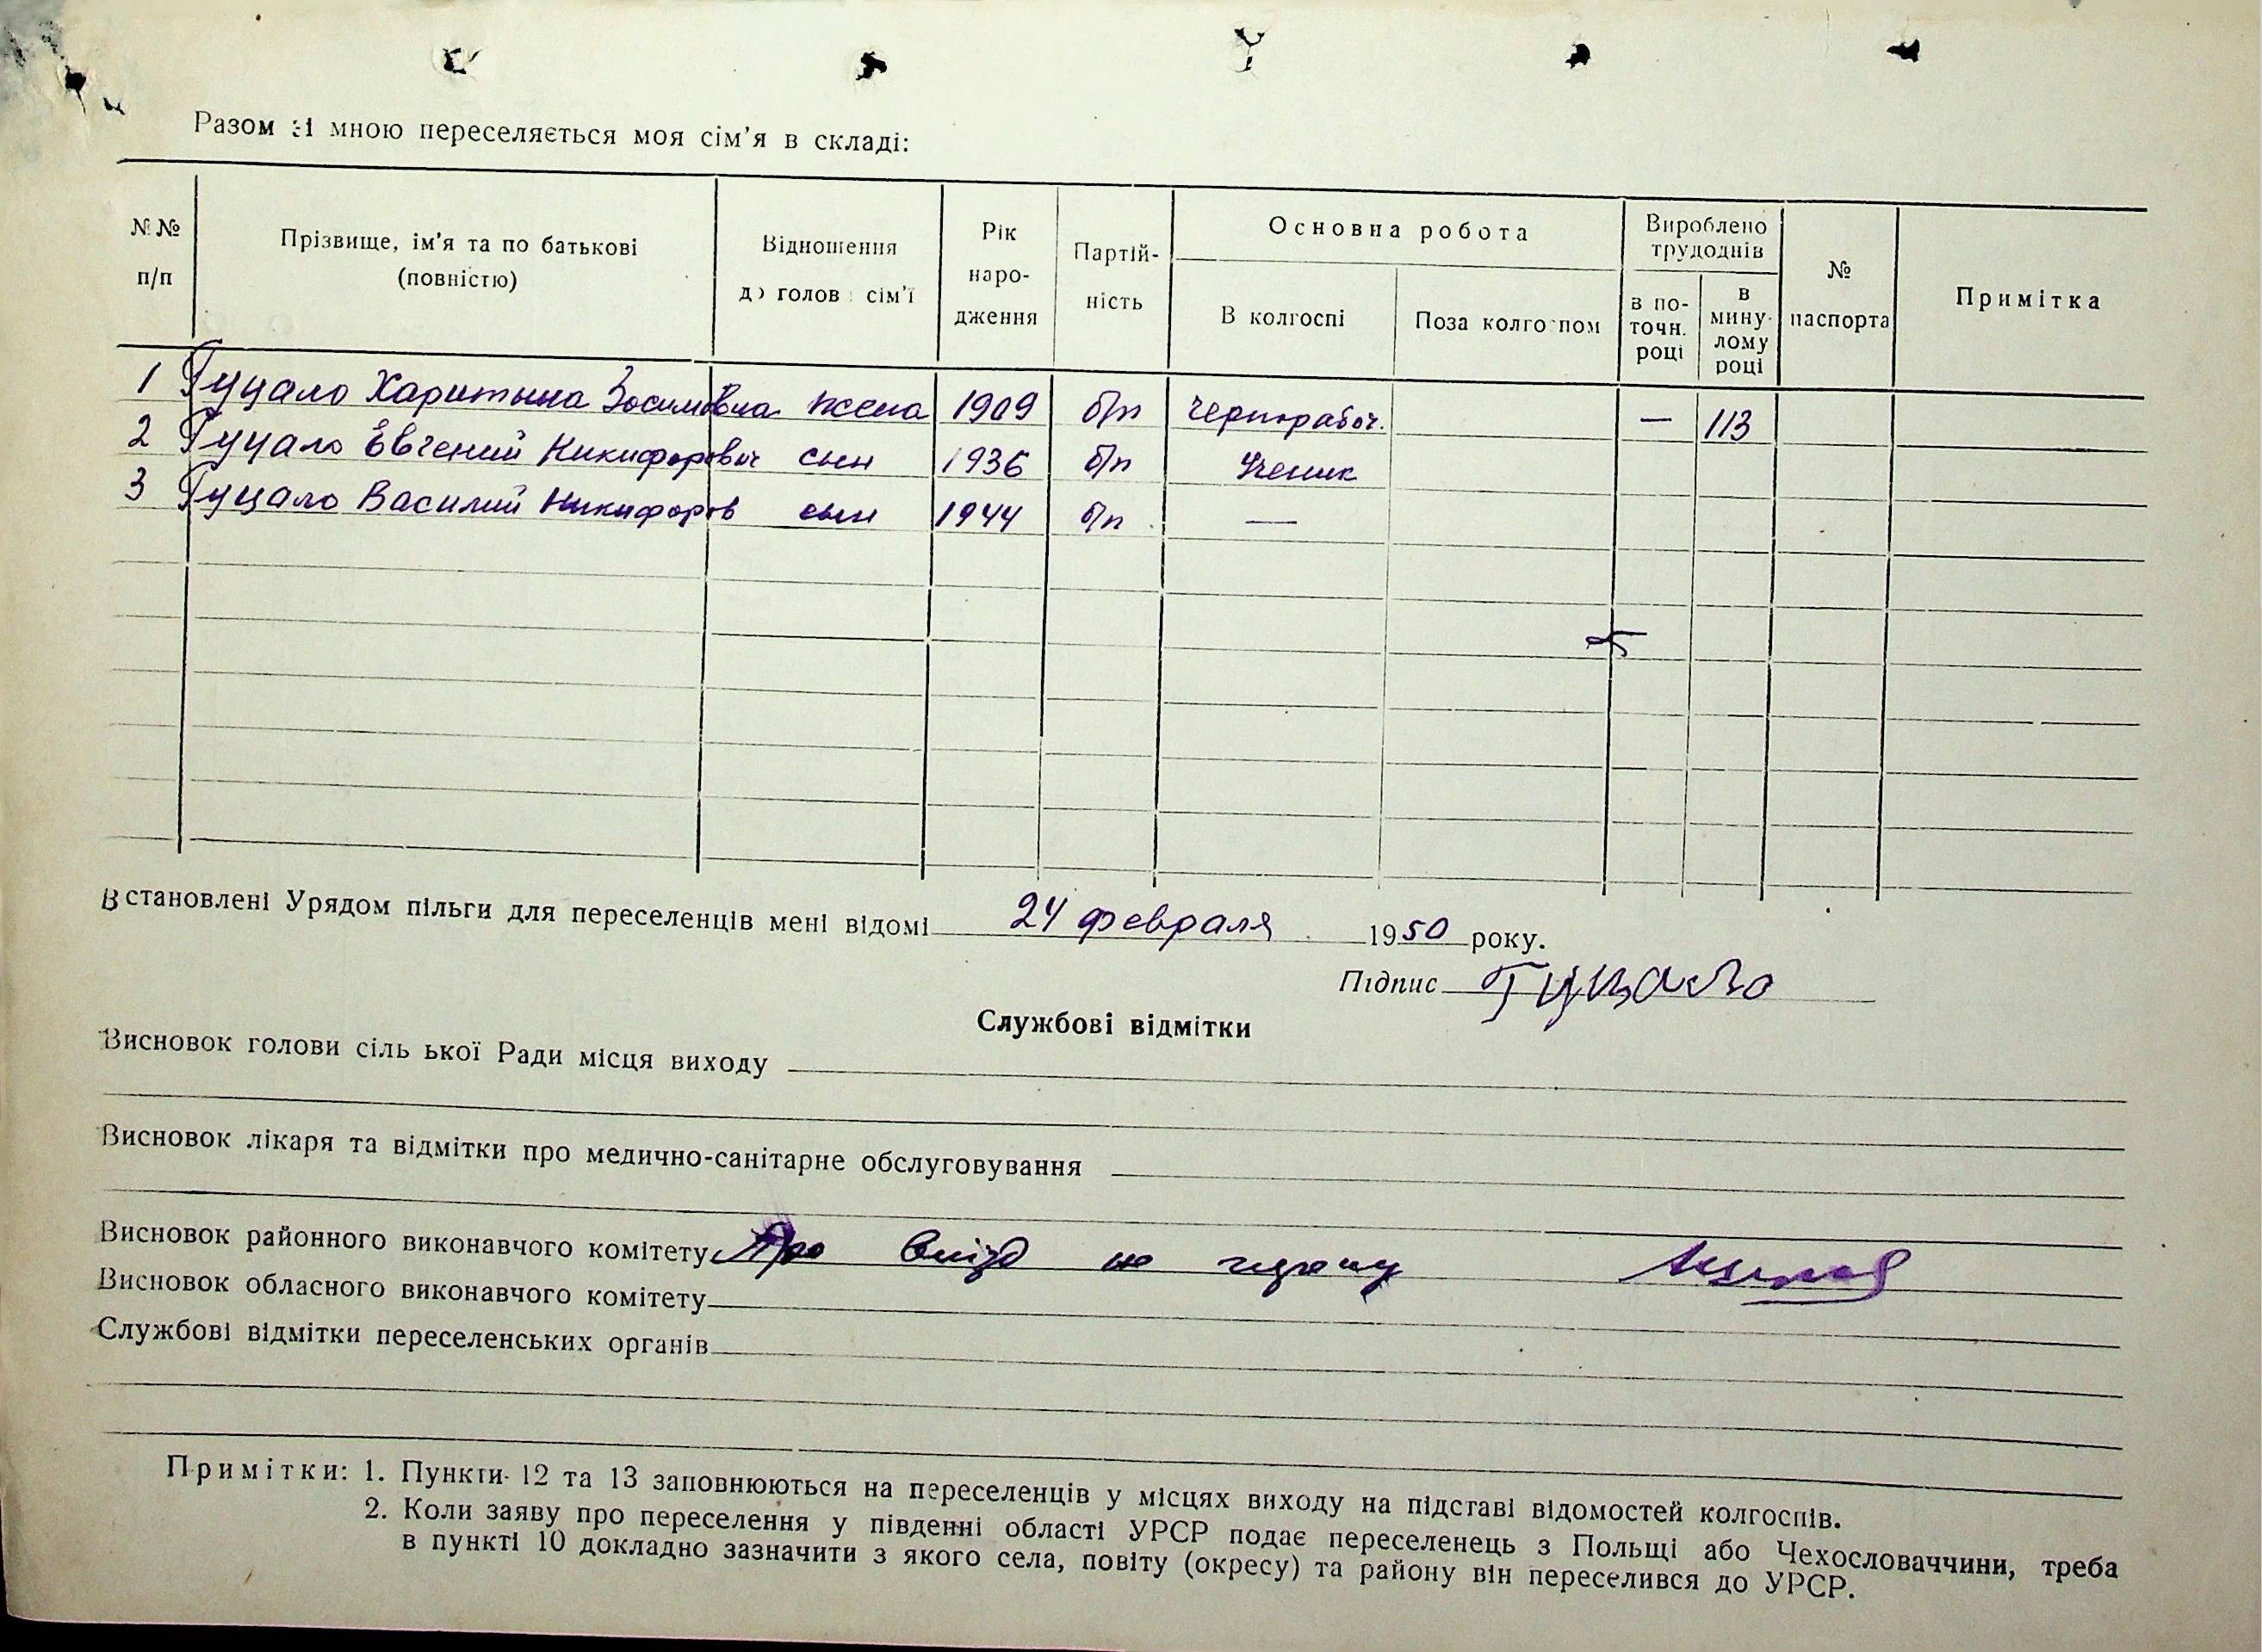 Разом зі мною переселяється моя сім'я в складі:
№№ п/п | Прізвище, ім'я та по батькові (повністю) | Відношення до голови сім'ї | Рік народження | Партійність | Основна робота | Вироблено трудоднів | № паспорта | Примітка
В колгоспі | Поза колгоспом | в поточн. році | в минулому році
1 Гуцало Харитына Зосимовна жена 1909 б/п чернорабоч. — 113
2 Гуцало Евгений Никифорович сын 1936 б/п Ученик
3 Гуцало Василий Никифоров сын 1944 б/п —
Встановлені Урядом пільги для переселенців мені відомі 24 февраля 1950 року.
Підпис Гуцало
Службові відмітки
Висновок голови сільської Ради місця виходу
Висновок лікаря та відмітки про медично-санітарне обслуговування
Висновок районного виконавчого комітету Про виїзд не
Висновок обласного виконавчого комітету
Службові відмітки переселенських органів
Примітки: 1. Пункти 12 та 13 заповнюються на переселенців у місцях виходу на підставі відомостей колгоспів.
2. Коли заяву про переселення у південні області УРСР подає переселенець з Польщі або Чехословаччини, треба
в пункті 10 докладно зазначити з якого села, повіту (окресу) та району він переселився до УРСР.